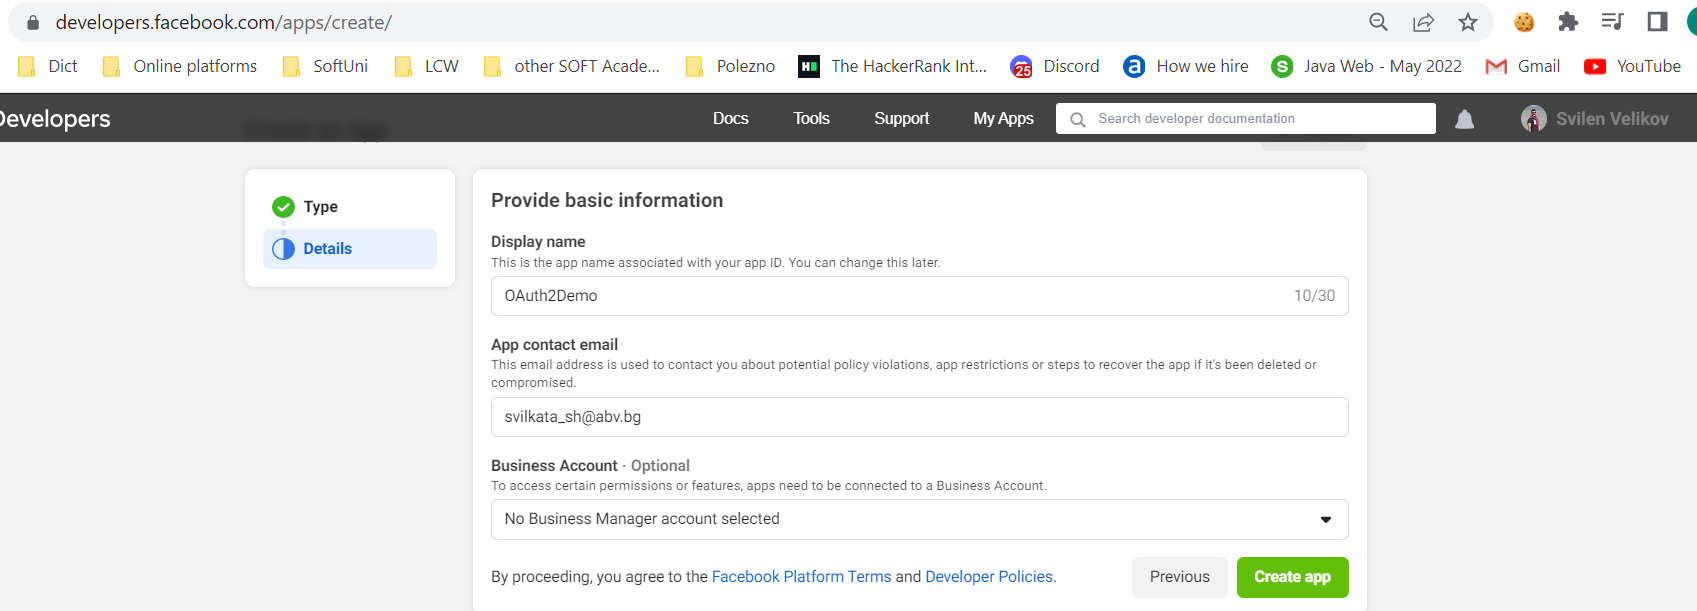 developers.facebook.com/apps/create/
Dict Online platforms SoftUni LCW other SOFT Acade... Polezno The HackerRank Int... 25 Discord a How we hire S Java Web - May 2022 Gmail YouTube
Developers Docs Tools Support My Apps Search developer documentation Svilen Velikov
Create an App
Type
Details
Provide basic information
Display name
This is the app name associated with your app ID. You can change this later.
OAuth2Demo 10/30
App contact email
This email address is used to contact you about potential policy violations, app restrictions or steps to recover the app if it's been deleted or
compromised.
svilkata_sh@abv.bg
Business Account · Optional
To access certain permissions or features, apps need to be connected to a Business Account.
No Business Manager account selected
By proceeding, you agree to the Facebook Platform Terms and Developer Policies. Previous Create app